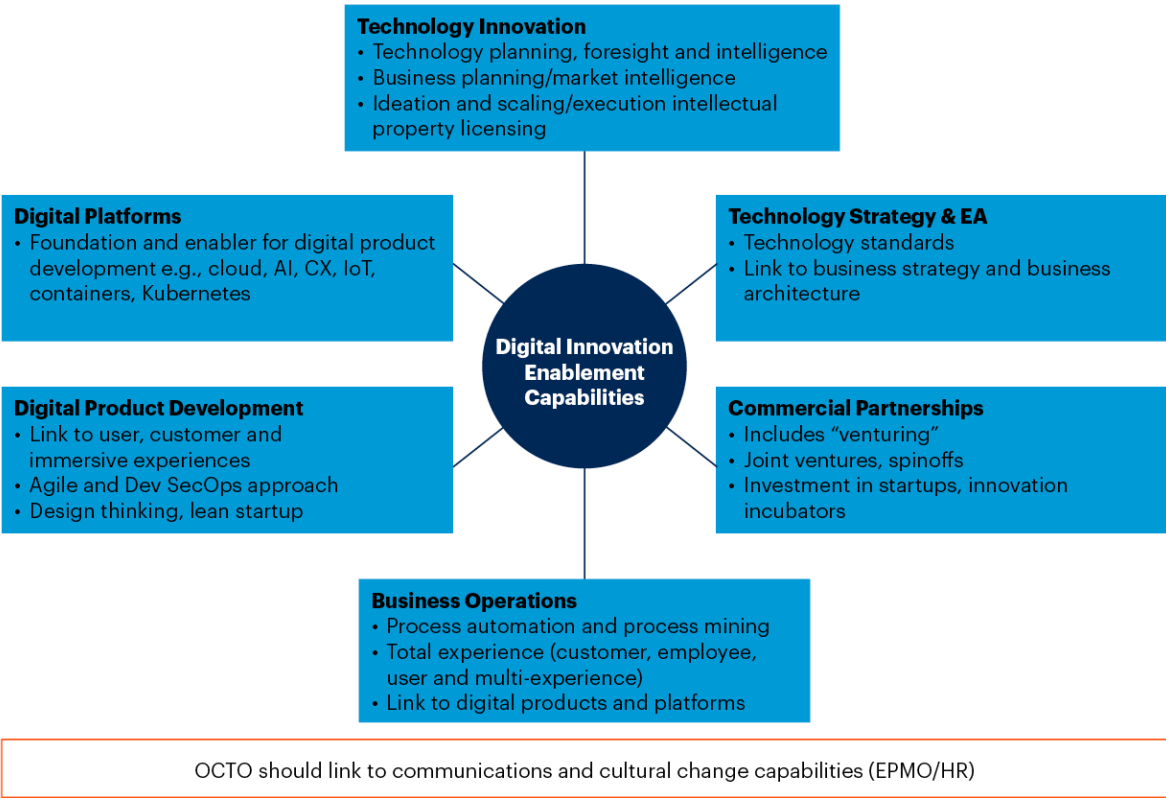 Technology Innovation
• Technology planning, foresight and intelligence
• Business planning/market intelligence
• Ideation and scaling/execution intellectual
property licensing
Digital Platforms
• Foundation and enabler for digital product
development e.g., cloud, AI, CX, IoT,
containers, Kubernetes
Technology Strategy & EA
• Technology standards
• Link to business strategy and business
architecture
Digital Innovation
Enablement
Capabilities
Digital Product Development
• Link to user, customer and
immersive experiences
• Agile and Dev SecOps approach
• Design thinking, lean startup
Commercial Partnerships
• Includes “venturing”
• Joint ventures, spinoffs
• Investment in startups, innovation
incubators
Business Operations
• Process automation and process mining
• Total experience (customer, employee,
user and multi-experience)
• Link to digital products and platforms
OCTO should link to communications and cultural change capabilities (EPMO/HR)